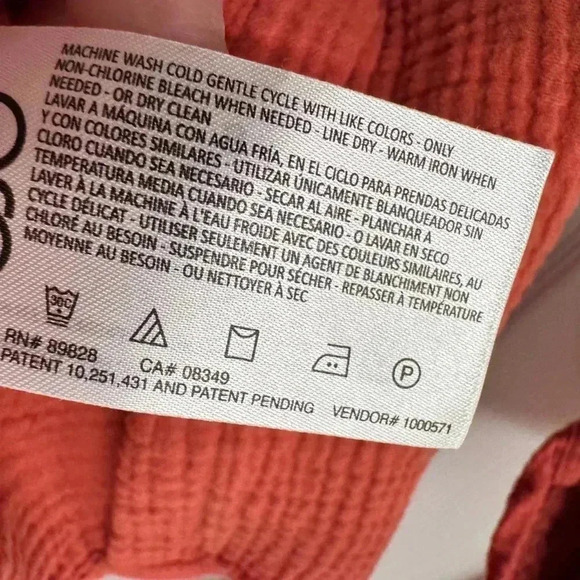 MACHINE WASH COLD GENTLE CYCLE WITH LIKE COLORS - ONLY
NON-CHLORINE BLEACH WHEN NEEDED - LINE DRY - WARM IRON WHEN
NEEDED - OR DRY CLEAN
LAVAR A MÁQUINA CON AGUA FRÍA, EN EL CICLO PARA PRENDAS DELICADAS
Y CON COLORES SIMILARES - UTILIZAR ÚNICAMENTE BLANQUEADOR SIN
CLORO CUANDO SEA NECESARIO - SECAR AL AIRE - PLANCHAR A
TEMPERATURA MEDIA CUANDO SEA NECESARIO - O LAVAR EN SECO
LAVER À LA MACHINE À L'EAU FROIDE AVEC DES COULEURS SIMILAIRES, AU
CYCLE DÉLICAT - UTILISER SEULEMENT UN AGENT DE BLANCHIMENT NON
CHLORÉ AU BESOIN - SUSPENDRE POUR SÉCHER - REPASSER À TEMPÉRATURE
MOYENNE AU BESOIN - OU NETTOYER À SEC
30C P
RN# 89828 CA# 08349
PATENT 10,251,431 AND PATENT PENDING VENDOR# 1000571